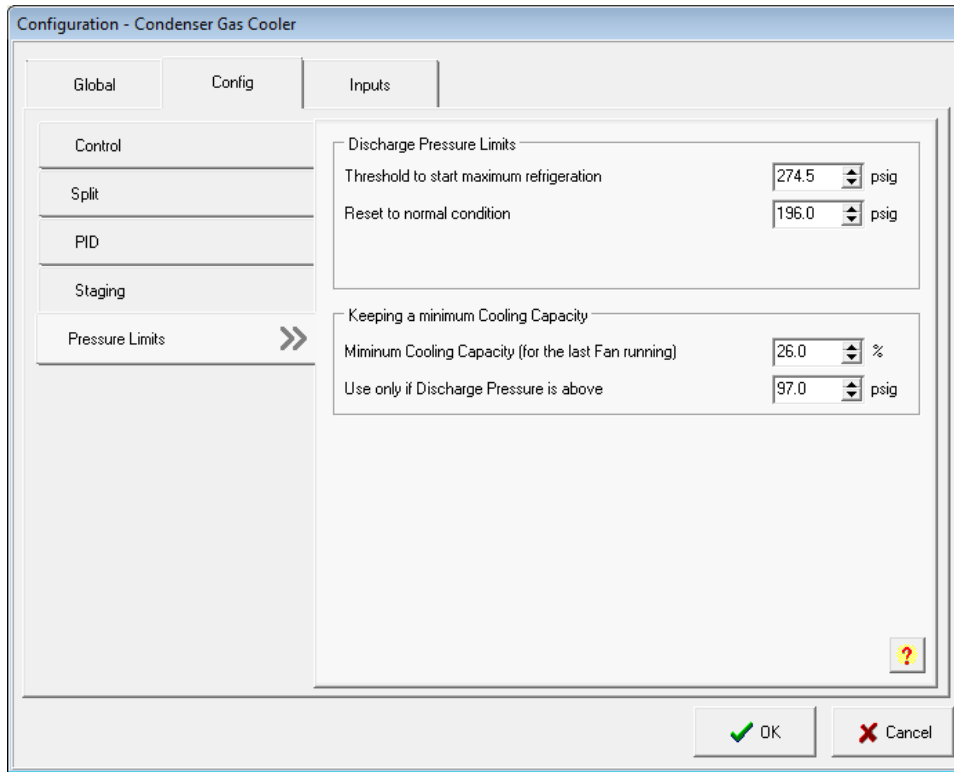 Configuration - Condenser Gas Cooler
Global
Config
Inputs
Control
Split
PID
Staging
Pressure Limits
Discharge Pressure Limits
Threshold to start maximum refrigeration 274.5 psig
Reset to normal condition 196.0 psig
Keeping a minimum Cooling Capacity
Miminum Cooling Capacity (for the last Fan running) 26.0 %
Use only if Discharge Pressure is above 97.0 psig
?
OK
Cancel